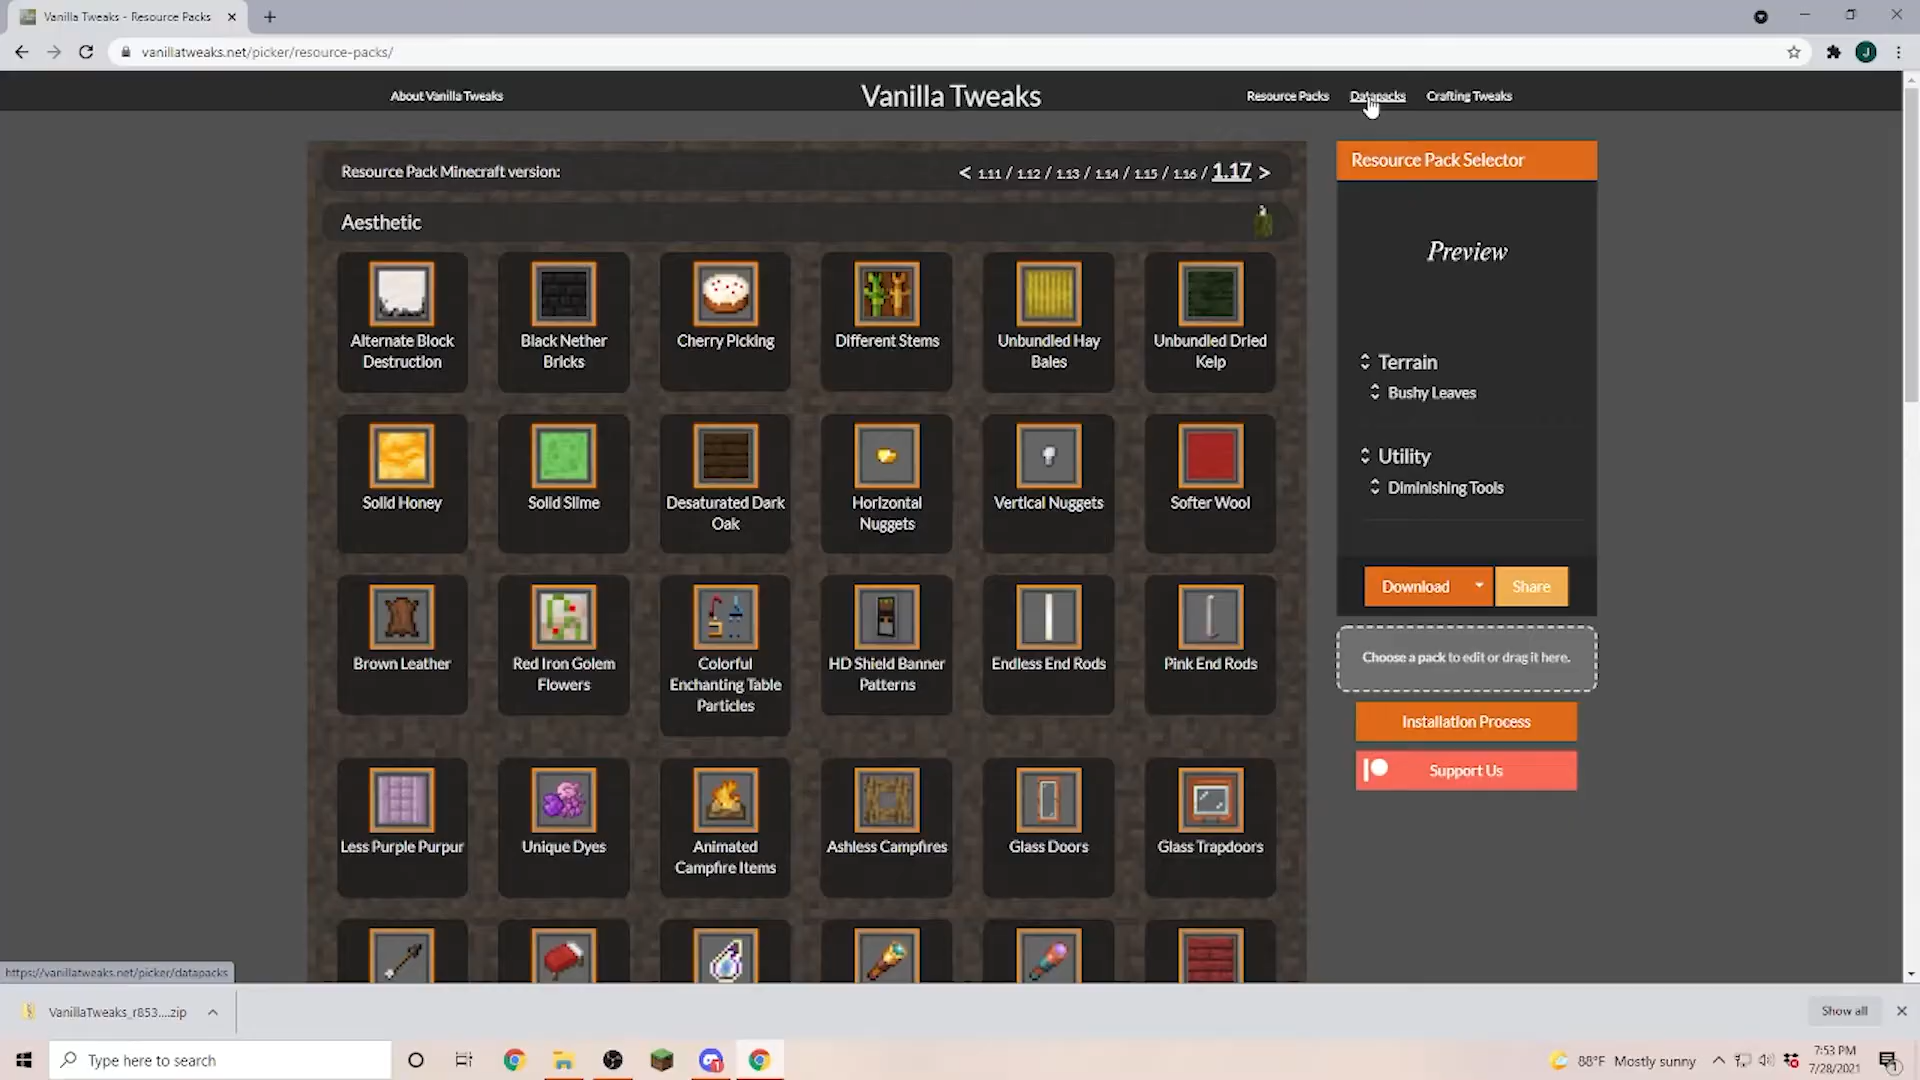 Vanilla Tweaks - Resource Packs
vanillatweaks.net/picker/resource-packs/
About Vanilla Tweaks
Vanilla Tweaks
Resource Packs
Datapacks
Crafting Tweaks
Resource Pack Minecraft version:
< 1.11 / 1.12 / 1.13 / 1.14 / 1.15 / 1.16 / 1.17 >
Aesthetic
Alternate Block
Destruction
Black Nether
Bricks
Cherry Picking
Different Stems
Unbundled Hay
Bales
Unbundled Dried
Kelp
Solid Honey
Solid Slime
Desaturated Dark
Oak
Horizontal
Nuggets
Vertical Nuggets
Softer Wool
Brown Leather
Red Iron Golem
Flowers
Colorful
Enchanting Table
Particles
HD Shield Banner
Patterns
Endless End Rods
Pink End Rods
Less Purple Purpur
Unique Dyes
Animated
Campfire Items
Ashless Campfires
Glass Doors
Glass Trapdoors
Resource Pack Selector
Preview
Terrain
Bushy Leaves
Utility
Diminishing Tools
Download
Share
Choose a pack to edit or drag it here.
Installation Process
Support Us
https://vanillatweaks.net/picker/datapacks
VanillaTweaks_r853....zip
Show all
Type here to search
88°F Mostly sunny
7:53 PM
7/28/2021